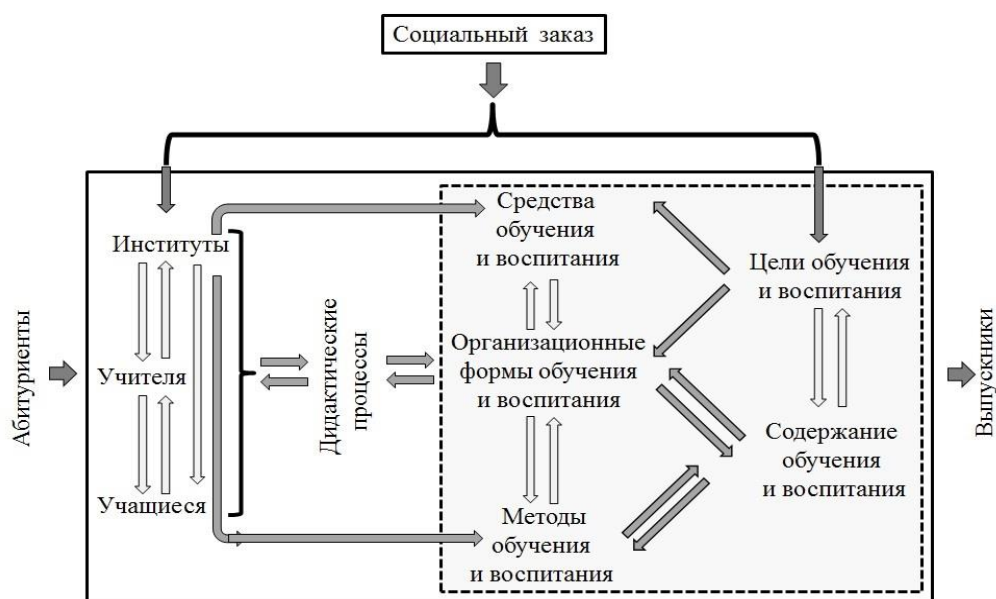 Социальный заказ
Абитуриенты
Институты
Учителя
Учащиеся
Дидактические
процессы
Средства
обучения
и воспитания
Организационные
формы обучения
и воспитания
Методы
обучения
и воспитания
Цели обучения
и воспитания
Содержание
обучения
и воспитания
Выпускники